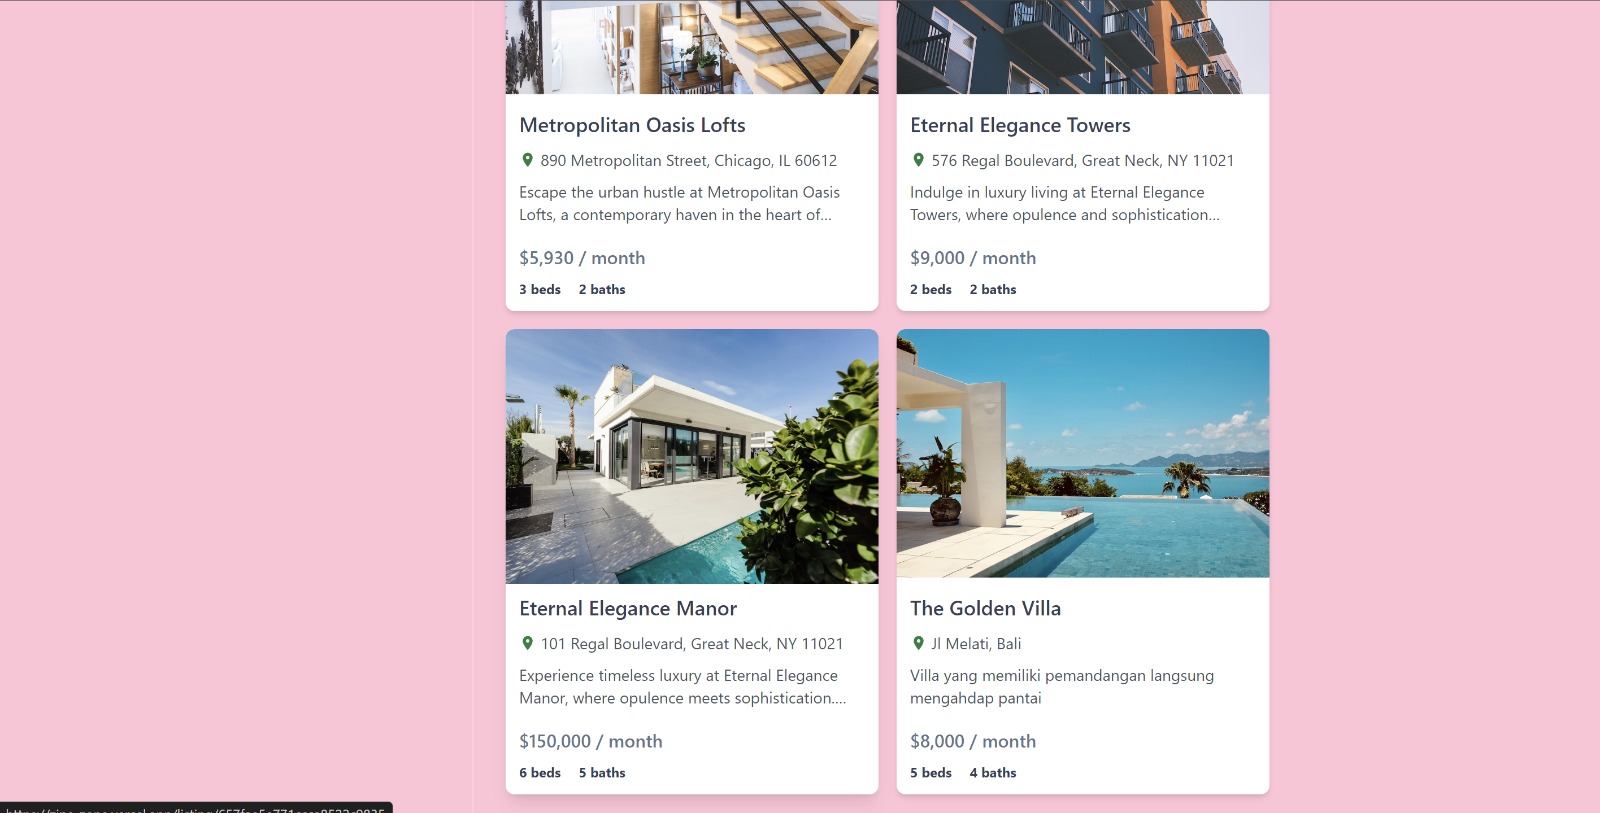 Metropolitan Oasis Lofts
890 Metropolitan Street, Chicago, IL 60612
Escape the urban hustle at Metropolitan Oasis
Lofts, a contemporary haven in the heart of...
$5,930 / month
3 beds 2 baths
Eternal Elegance Towers
576 Regal Boulevard, Great Neck, NY 11021
Indulge in luxury living at Eternal Elegance
Towers, where opulence and sophistication...
$9,000 / month
2 beds 2 baths
Eternal Elegance Manor
101 Regal Boulevard, Great Neck, NY 11021
Experience timeless luxury at Eternal Elegance
Manor, where opulence meets sophistication....
$150,000 / month
6 beds 5 baths
The Golden Villa
Jl Melati, Bali
Villa yang memiliki pemandangan langsung
mengahdap pantai
$8,000 / month
5 beds 4 baths